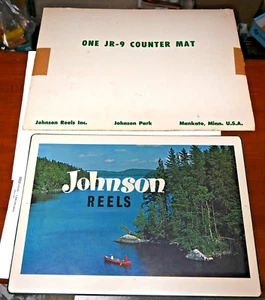 ONE JR-9 COUNTER MAT
Johnson Reels Inc. Johnson Park Mankato, Minn. U.S.A.
Johnson
REELS